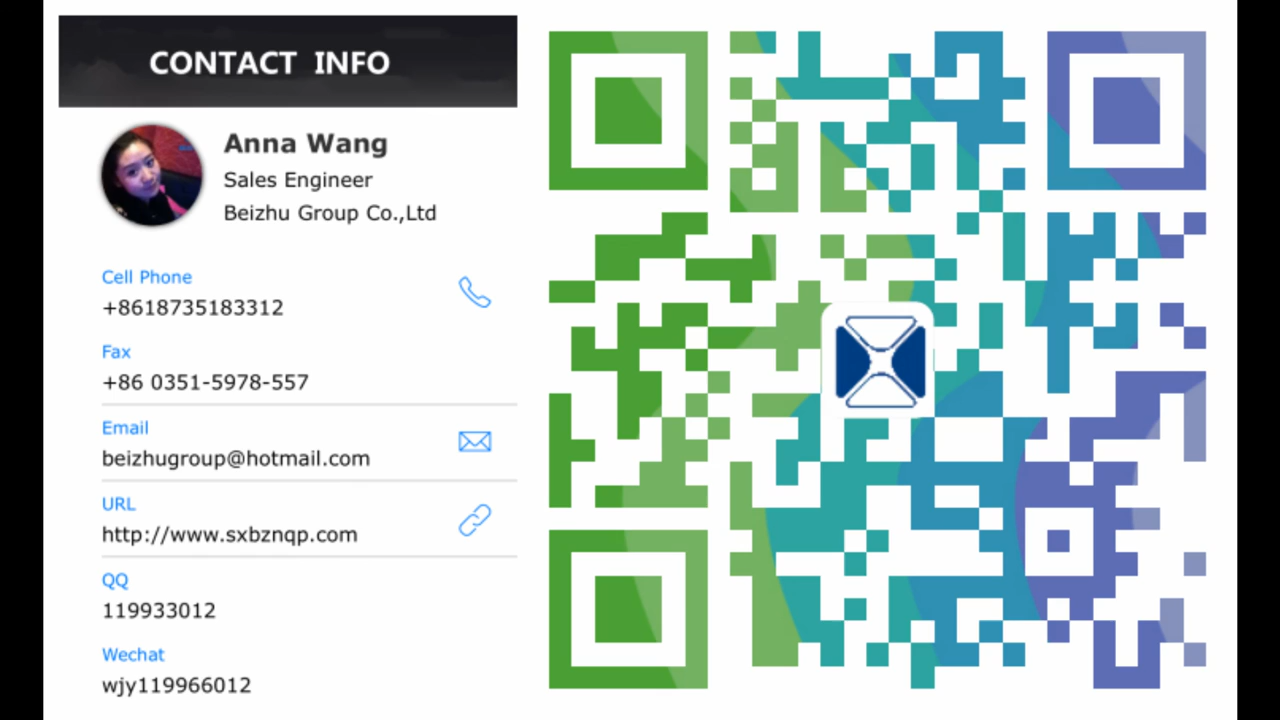 CONTACT INFO
Anna Wang
Sales Engineer
Beizhu Group Co.,Ltd
Cell Phone
+8618735183312
Fax
+86 0351-5978-557
Email
beizhugroup@hotmail.com
URL
http://www.sxbznqp.com
QQ
119933012
Wechat
wjy119966012